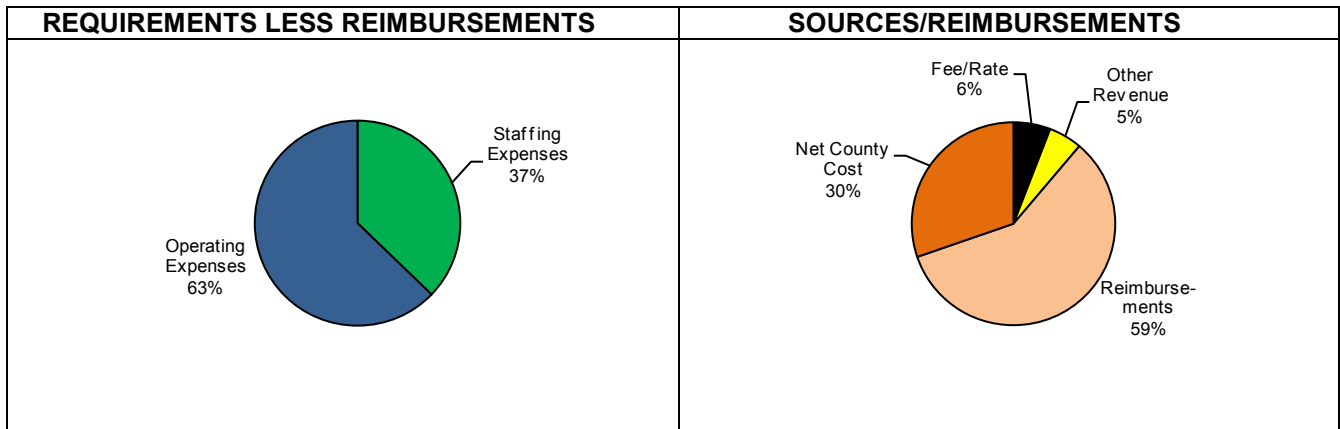 REQUIREMENTS LESS REIMBURSEMENTS
Staffing
Expenses
37%
Operating
Expenses
63%
SOURCES/REIMBURSEMENTS
Fee/Rate
6%
Other
Revenue
5%
Net County
Cost
30%
Reimburse-
ments
59%